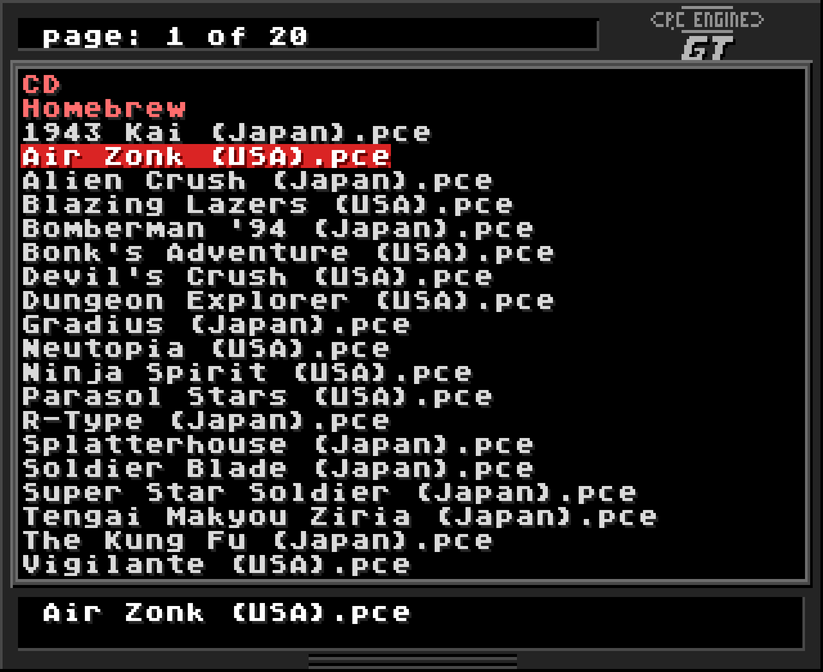 page: 1 of 20
PC ENGINE
GT
CD
Homebrew
1943 Kai (Japan).pce
Air Zonk (USA).pce
Alien Crush (Japan).pce
Blazing Lazers (USA).pce
Bomberman '94 (Japan).pce
Bonk's Adventure (USA).pce
Devil's Crush (USA).pce
Dungeon Explorer (USA).pce
Gradius (Japan).pce
Neutopia (USA).pce
Ninja Spirit (USA).pce
Parasol Stars (USA).pce
R-Type (Japan).pce
Splatterhouse (Japan).pce
Soldier Blade (Japan).pce
Super Star Soldier (Japan).pce
Tengai Makyou Ziria (Japan).pce
The Kung Fu (Japan).pce
Vigilante (USA).pce
Air Zonk (USA).pce